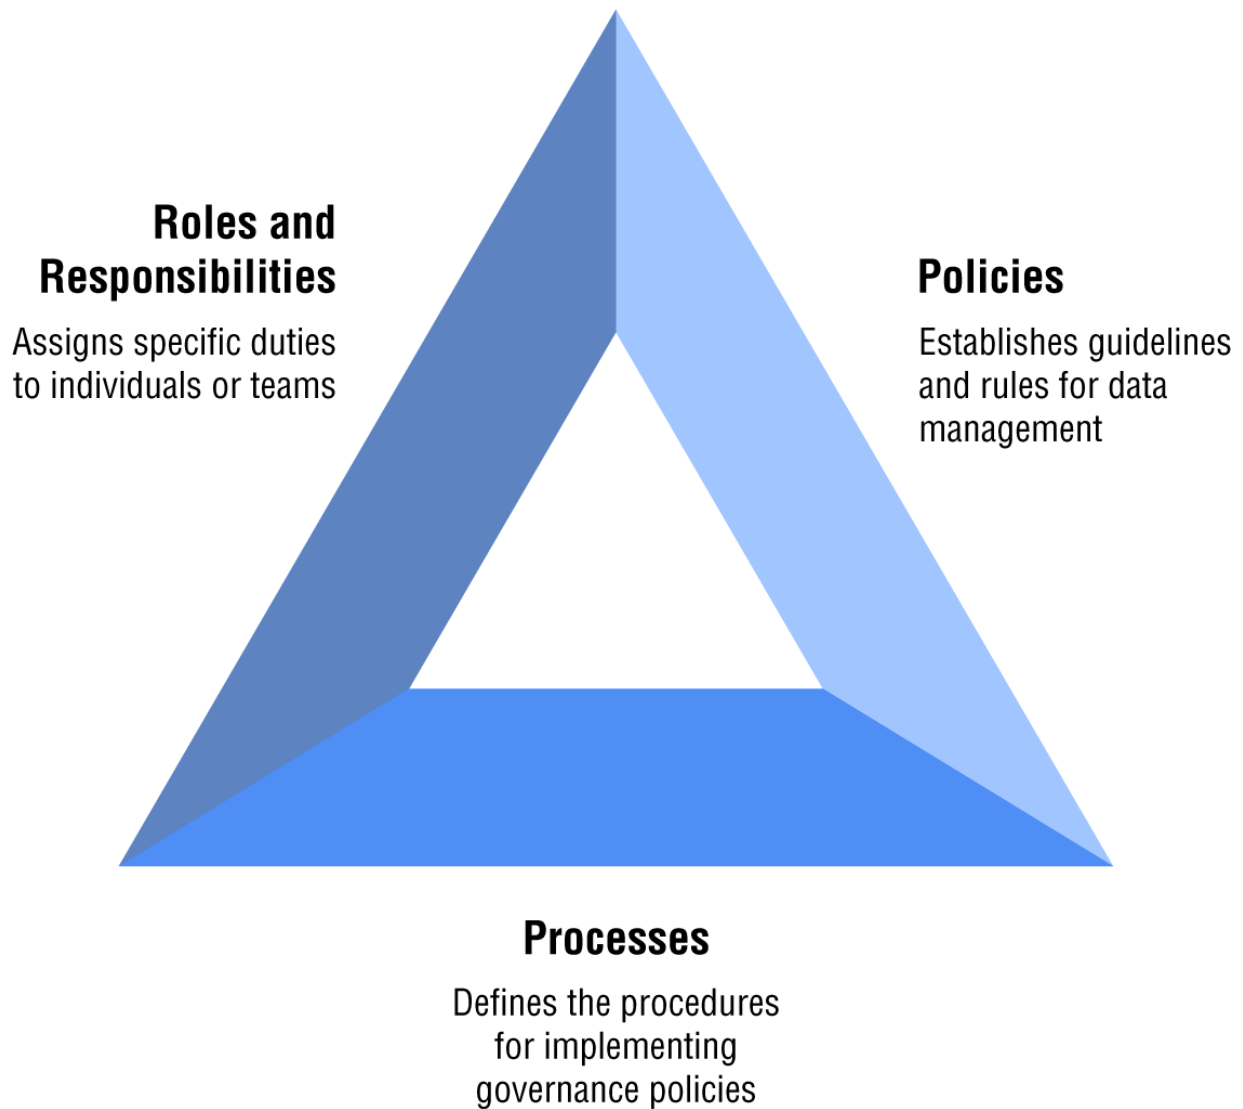 Roles and
Responsibilities
Assigns specific duties
to individuals or teams
Policies
Establishes guidelines
and rules for data
management
Processes
Defines the procedures
for implementing
governance policies